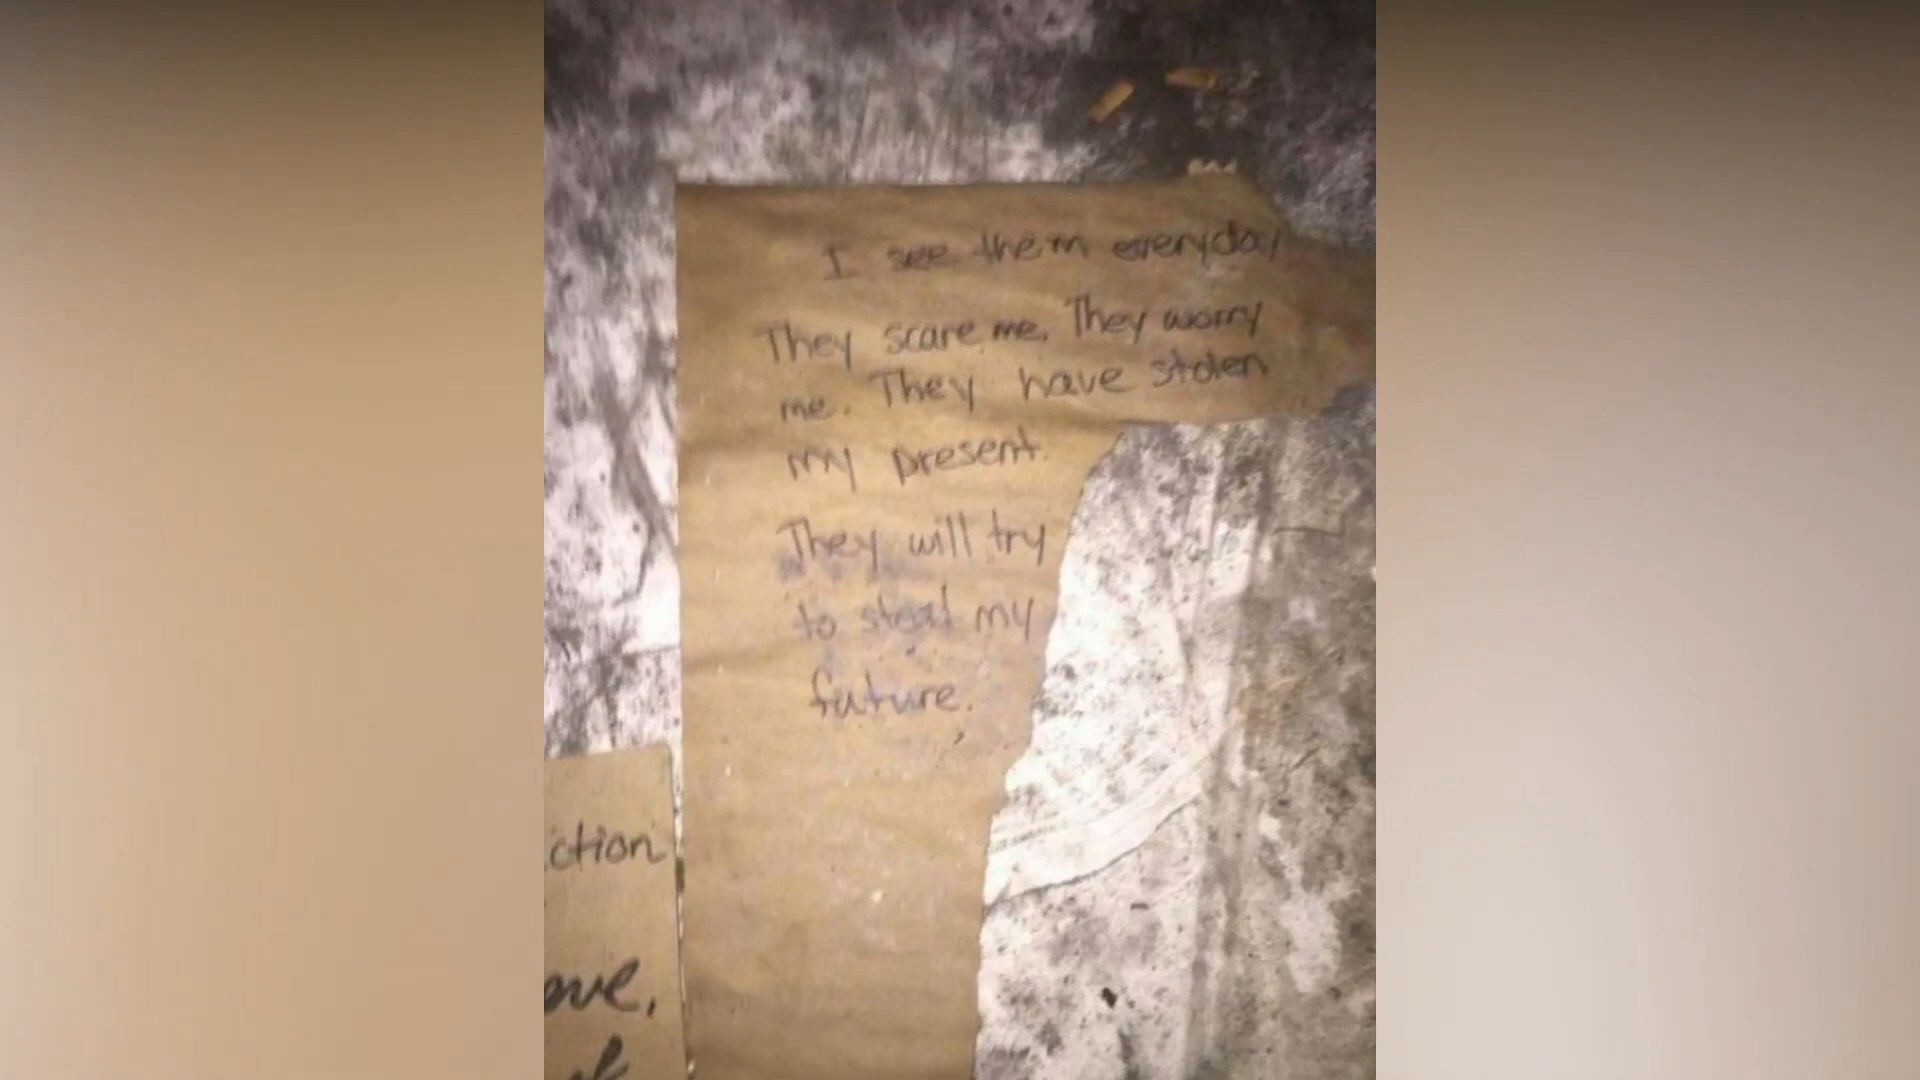 I see them everyday
They scare me. They worry
me. They have stolen
my present.
They will try
to steal my
future.
ction
ove,